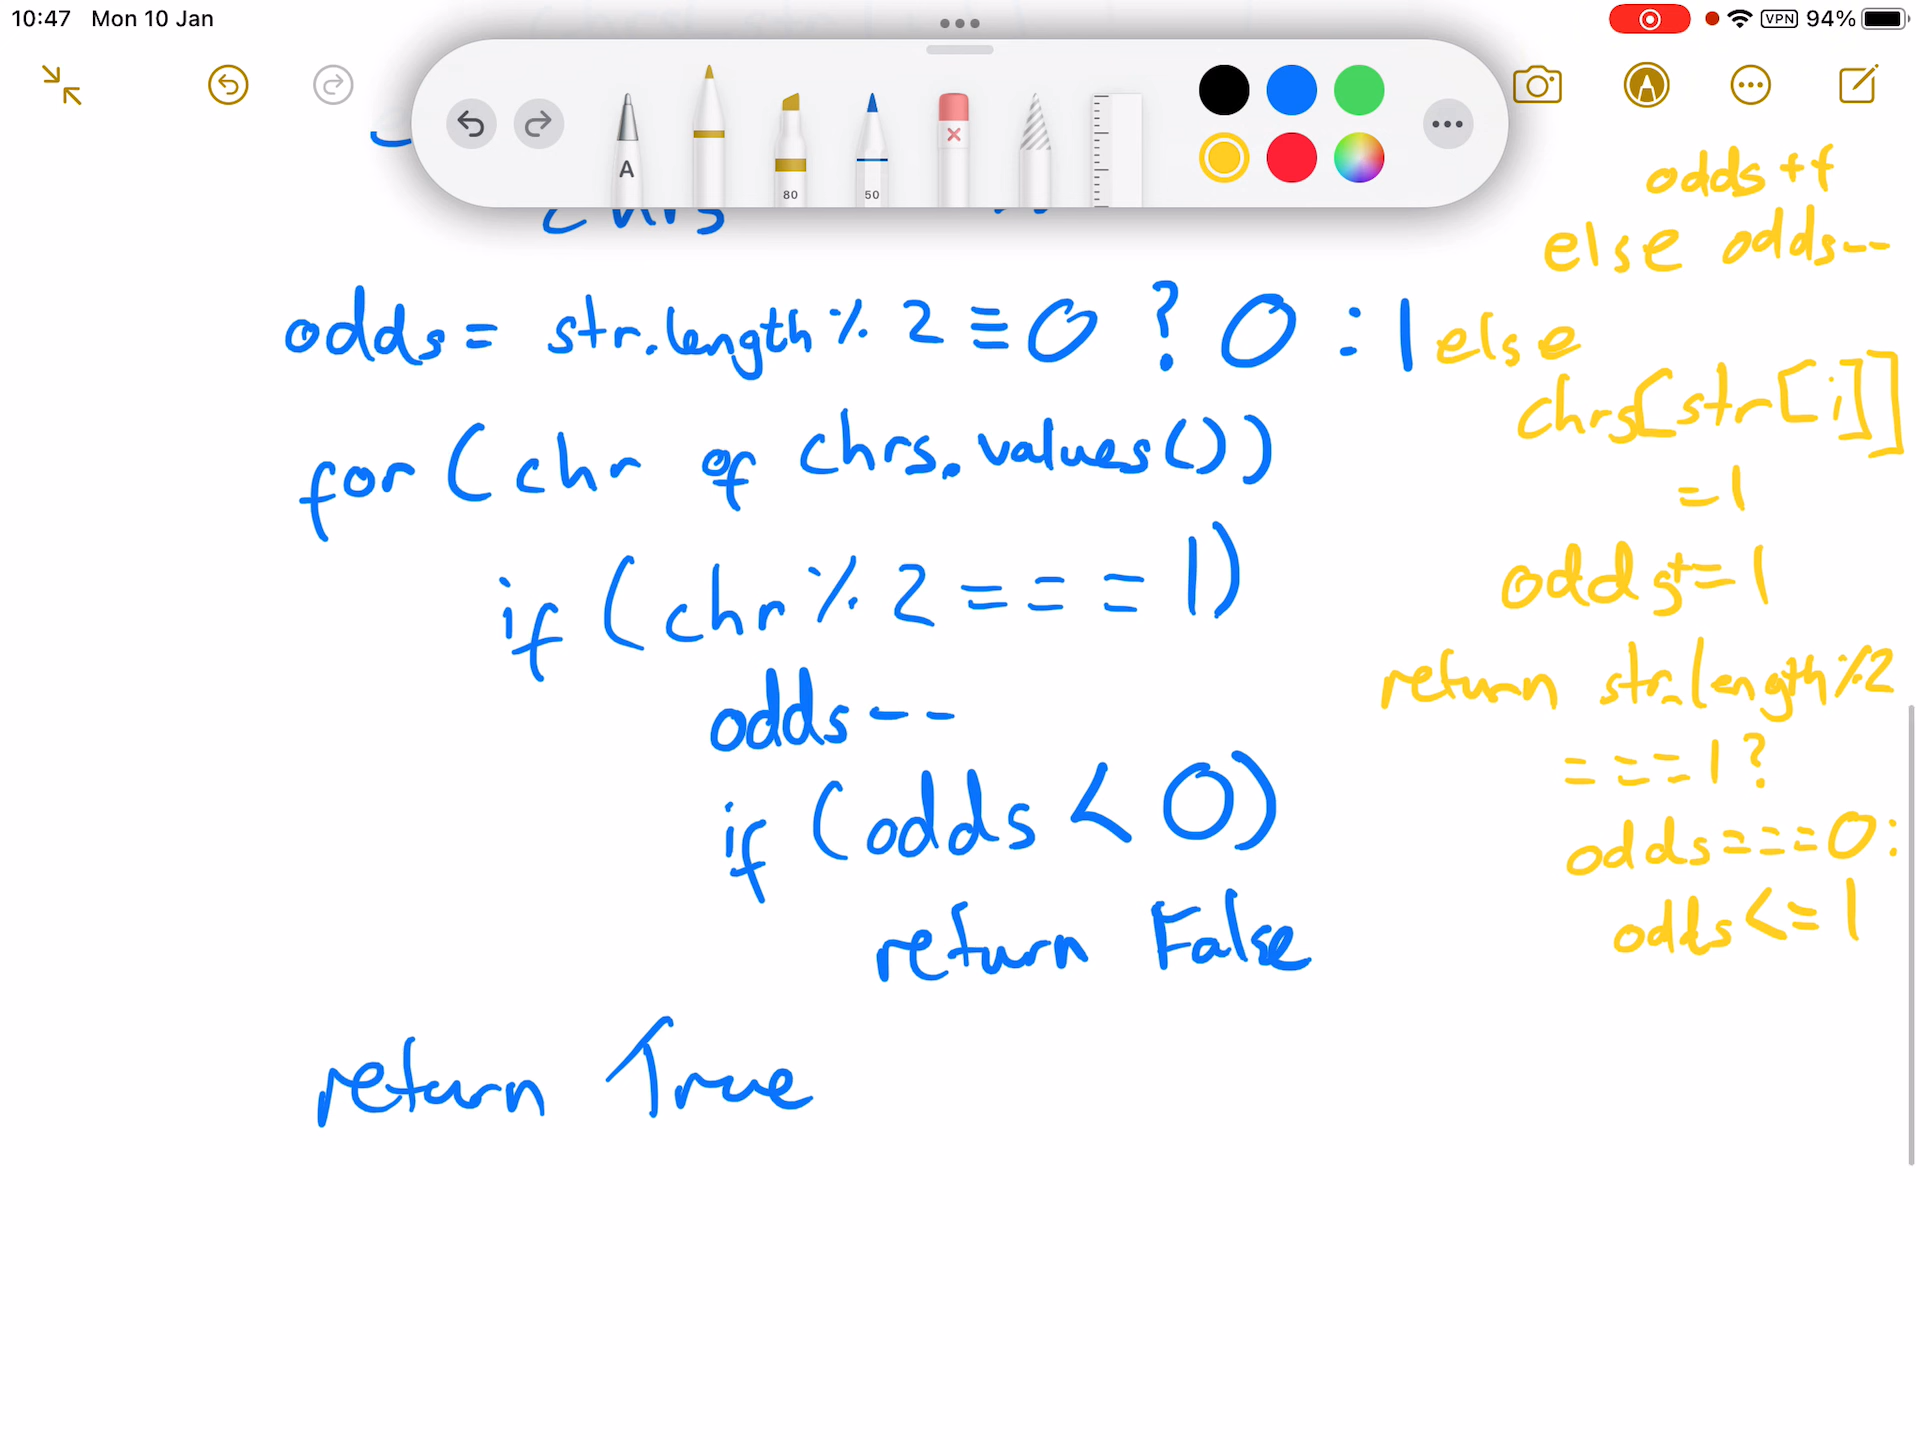 10:47 Mon 10 Jan
VPN 94%
A
80
50
chrs
odds = str.length % 2 === 0 ? 0 : 1
for (chr of chrs.values())
if (chr % 2 === 1)
odds--
if (odds < 0)
return False
return True
odds++
else odds--
else
chrs[str[i]]
= 1
odds += 1
return str.length % 2
=== 1 ?
odds === 0 :
odds <= 1